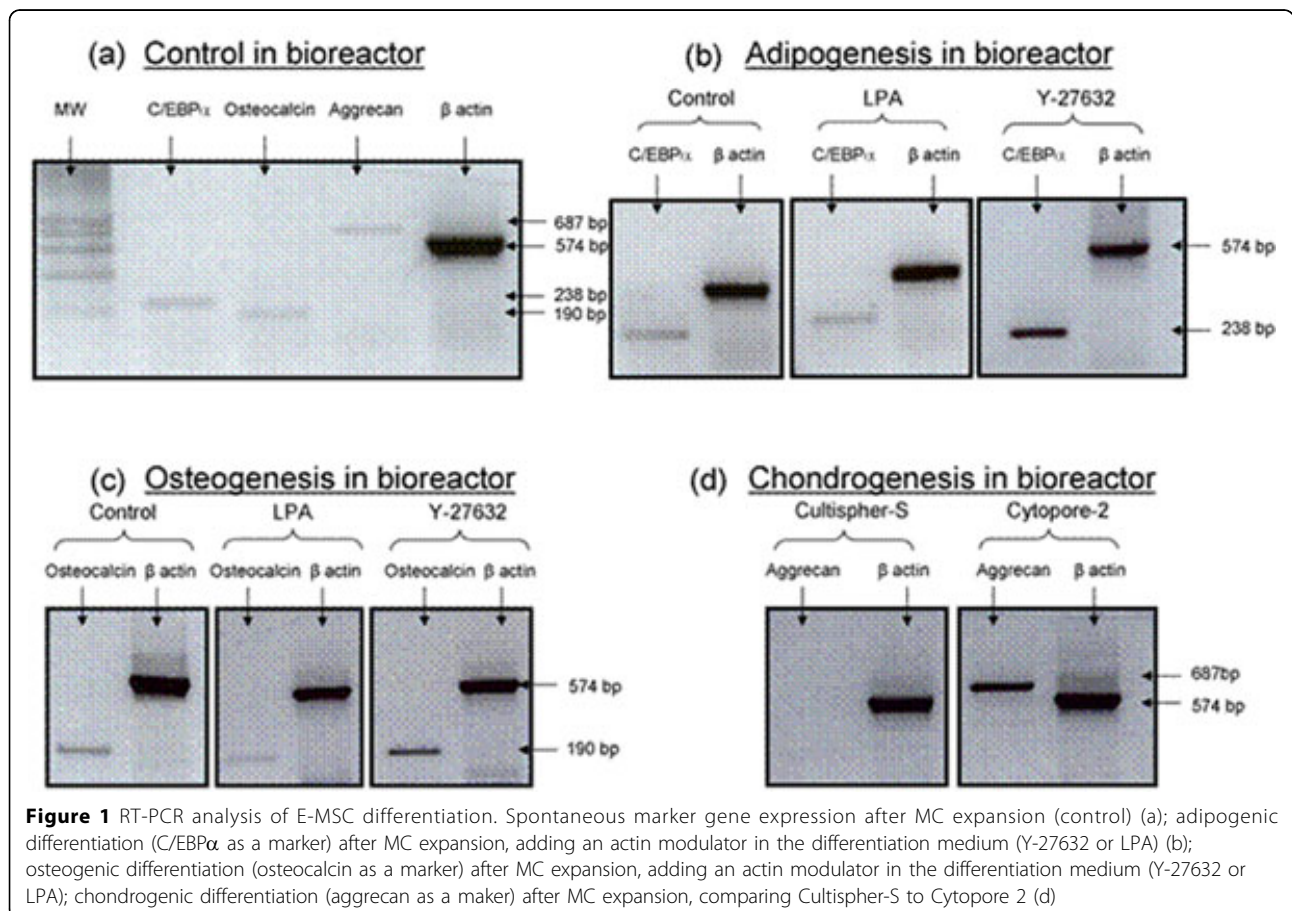 (a) Control in bioreactor
MW C/EBPα Osteocalcin Aggrecan β actin
687 bp
574 bp
238 bp
190 bp
(b) Adipogenesis in bioreactor
Control LPA Y-27632
C/EBPα β actin C/EBPα β actin C/EBPα β actin
574 bp
238 bp
(c) Osteogenesis in bioreactor
Control LPA Y-27632
Osteocalcin β actin Osteocalcin β actin Osteocalcin β actin
574 bp
190 bp
(d) Chondrogenesis in bioreactor
Cultispher-S Cytopore-2
Aggrecan β actin Aggrecan β actin
687bp
574 bp
Figure 1 RT-PCR analysis of E-MSC differentiation. Spontaneous marker gene expression after MC expansion (control) (a); adipogenic
differentiation (C/EBPα as a marker) after MC expansion, adding an actin modulator in the differentiation medium (Y-27632 or LPA) (b);
osteogenic differentiation (osteocalcin as a marker) after MC expansion, adding an actin modulator in the differentiation medium (Y-27632 or
LPA); chondrogenic differentiation (aggrecan as a maker) after MC expansion, comparing Cultispher-S to Cytopore 2 (d)